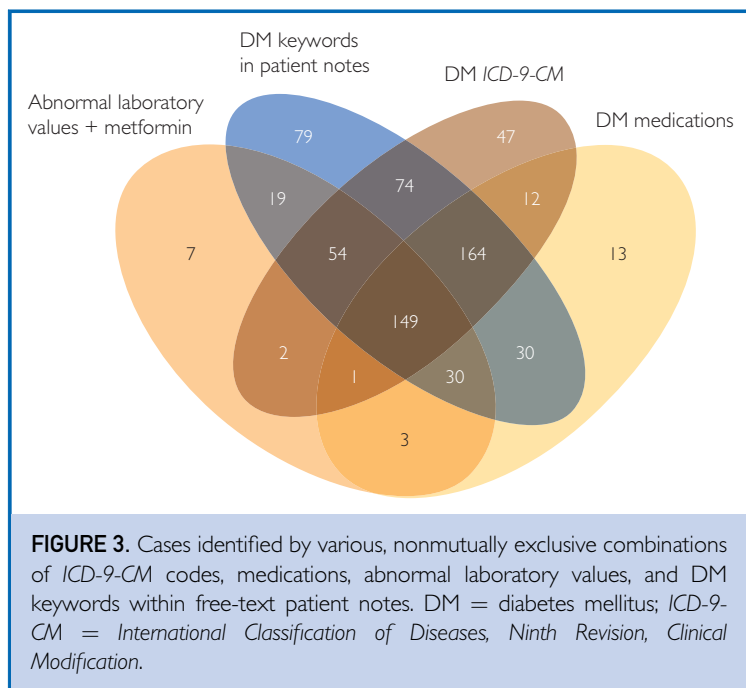 DM keywords
in patient notes
DM ICD-9-CM
Abnormal laboratory
values + metformin
DM medications
79
47
19
74
12
7
54
164
13
149
2
1
30
30
3
FIGURE 3. Cases identified by various, nonmutually exclusive combinations
of ICD-9-CM codes, medications, abnormal laboratory values, and DM
keywords within free-text patient notes. DM = diabetes mellitus; ICD-9-
CM = International Classification of Diseases, Ninth Revision, Clinical
Modification.